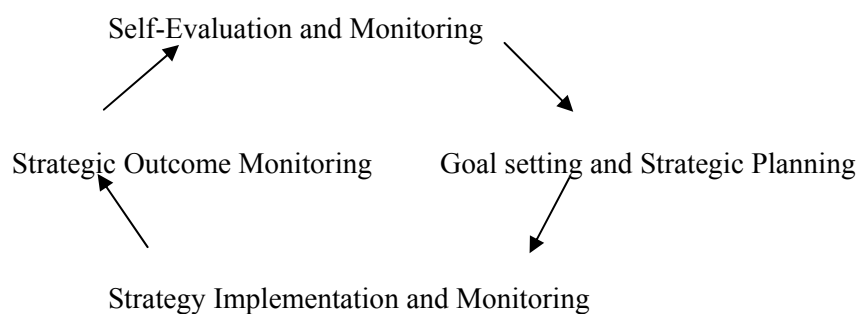 Self-Evaluation and Monitoring
Strategic Outcome Monitoring
Goal setting and Strategic Planning
Strategy Implementation and Monitoring